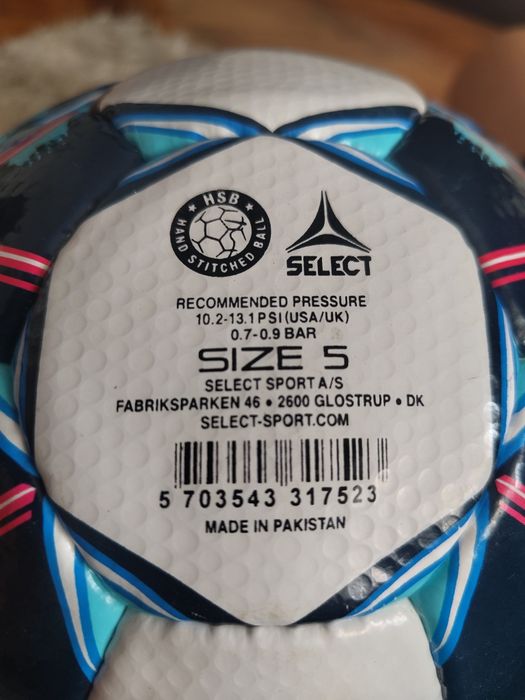 ★ HSB ★
HAND STITCHED BALL
SELECT
RECOMMENDED PRESSURE
10.2-13.1 PSI (USA/UK)
0.7-0.9 BAR
SIZE 5
SELECT SPORT A/S
FABRIKSPARKEN 46 • 2600 GLOSTRUP • DK
SELECT-SPORT.COM
5 703543 317523
MADE IN PAKISTAN